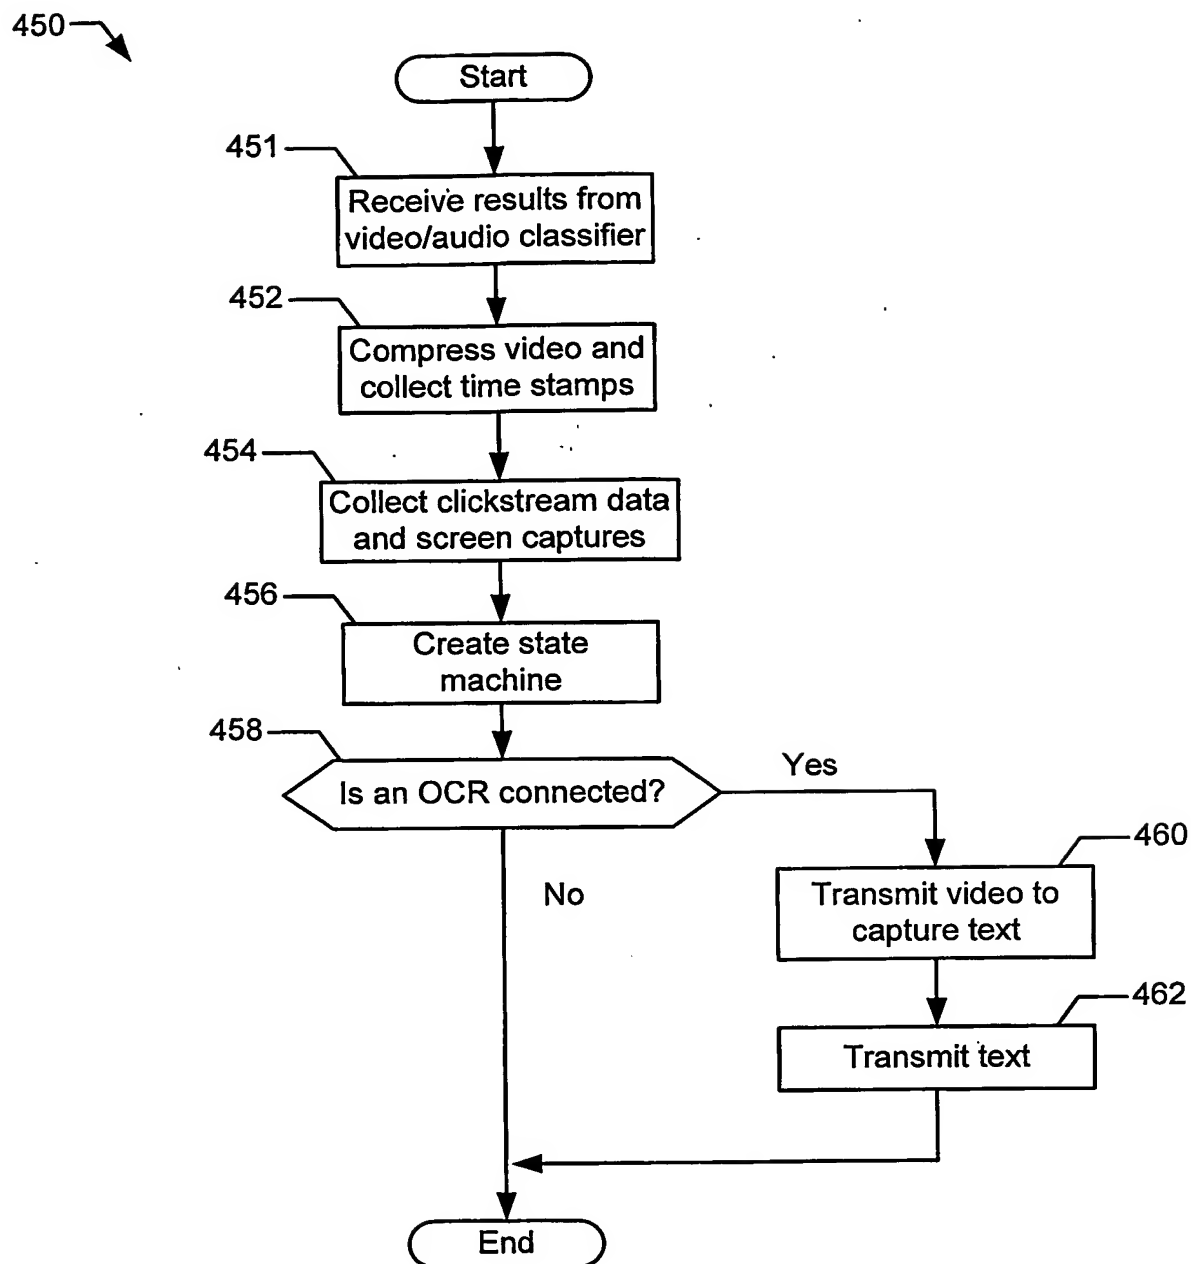 450
Start
451
Receive results from
video/audio classifier
452
Compress video and
collect time stamps
454
Collect clickstream data
and screen captures
456
Create state
machine
458
Is an OCR connected?
Yes
No
460
Transmit video to
capture text
462
Transmit text
End